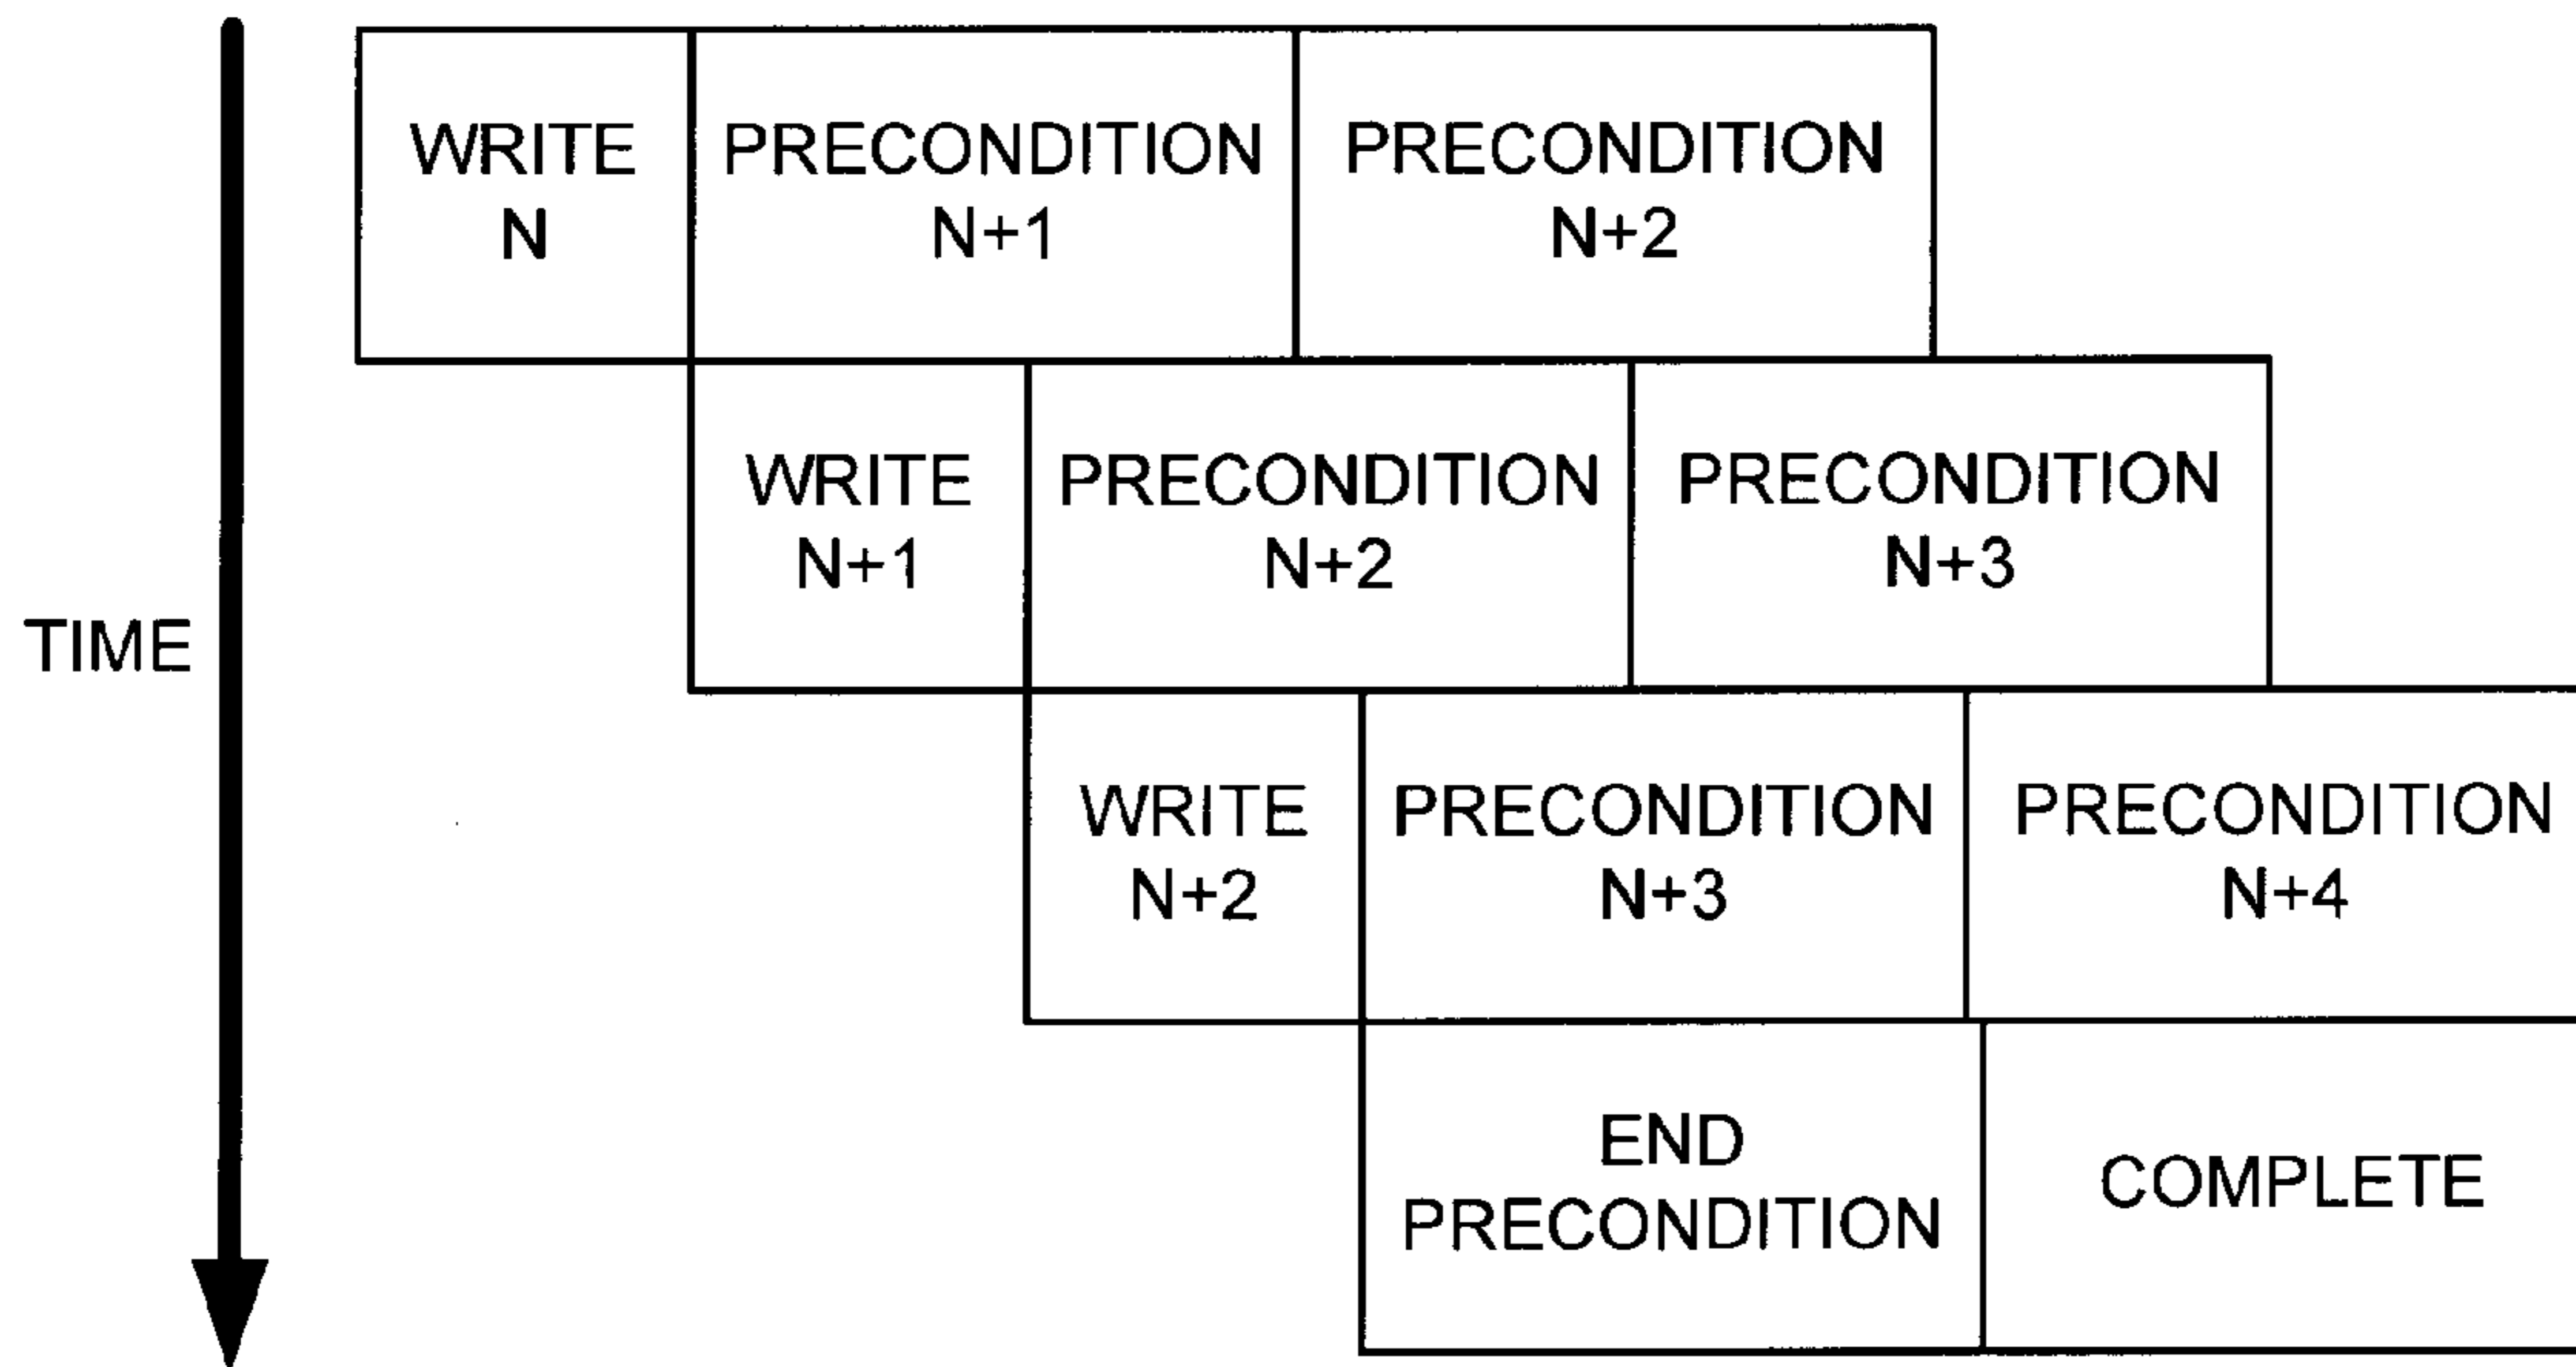 WRITE
N
PRECONDITION
N+1
PRECONDITION
N+2
WRITE
N+1
PRECONDITION
N+2
PRECONDITION
N+3
TIME
WRITE
N+2
PRECONDITION
N+3
PRECONDITION
N+4
END
PRECONDITION
COMPLETE